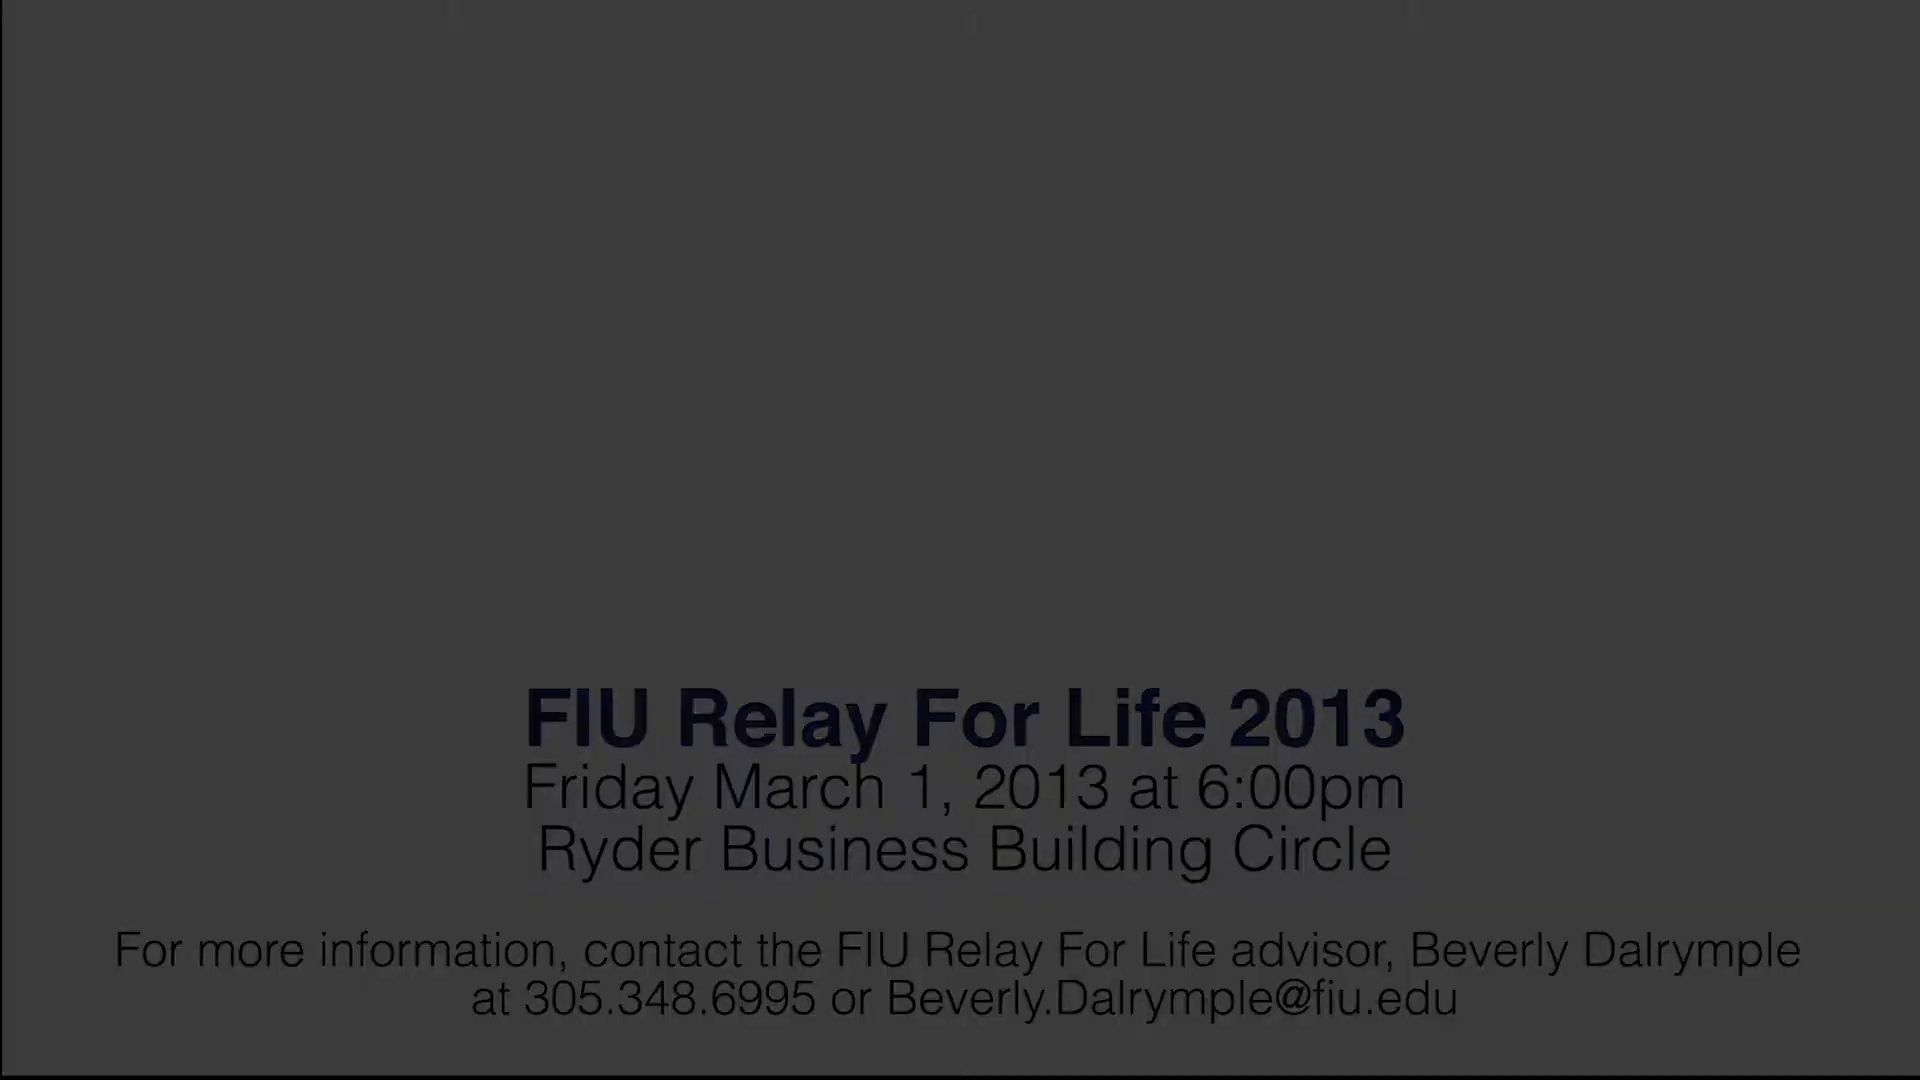 FIU Relay For Life 2013
Friday March 1, 2013 at 6:00pm
Ryder Business Building Circle
For more information, contact the FIU Relay For Life advisor, Beverly Dalrymple
at 305.348.6995 or Beverly.Dalrymple@fiu.edu